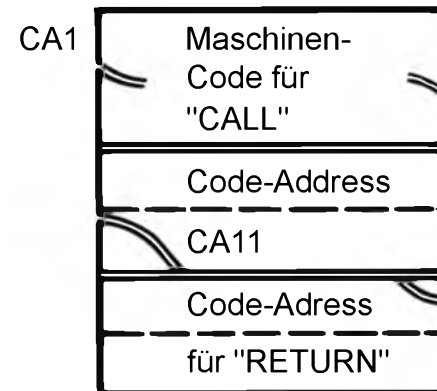 CA1 Maschinen-
Code für
"CALL"
Code-Address
CA11
Code-Adress
für "RETURN"